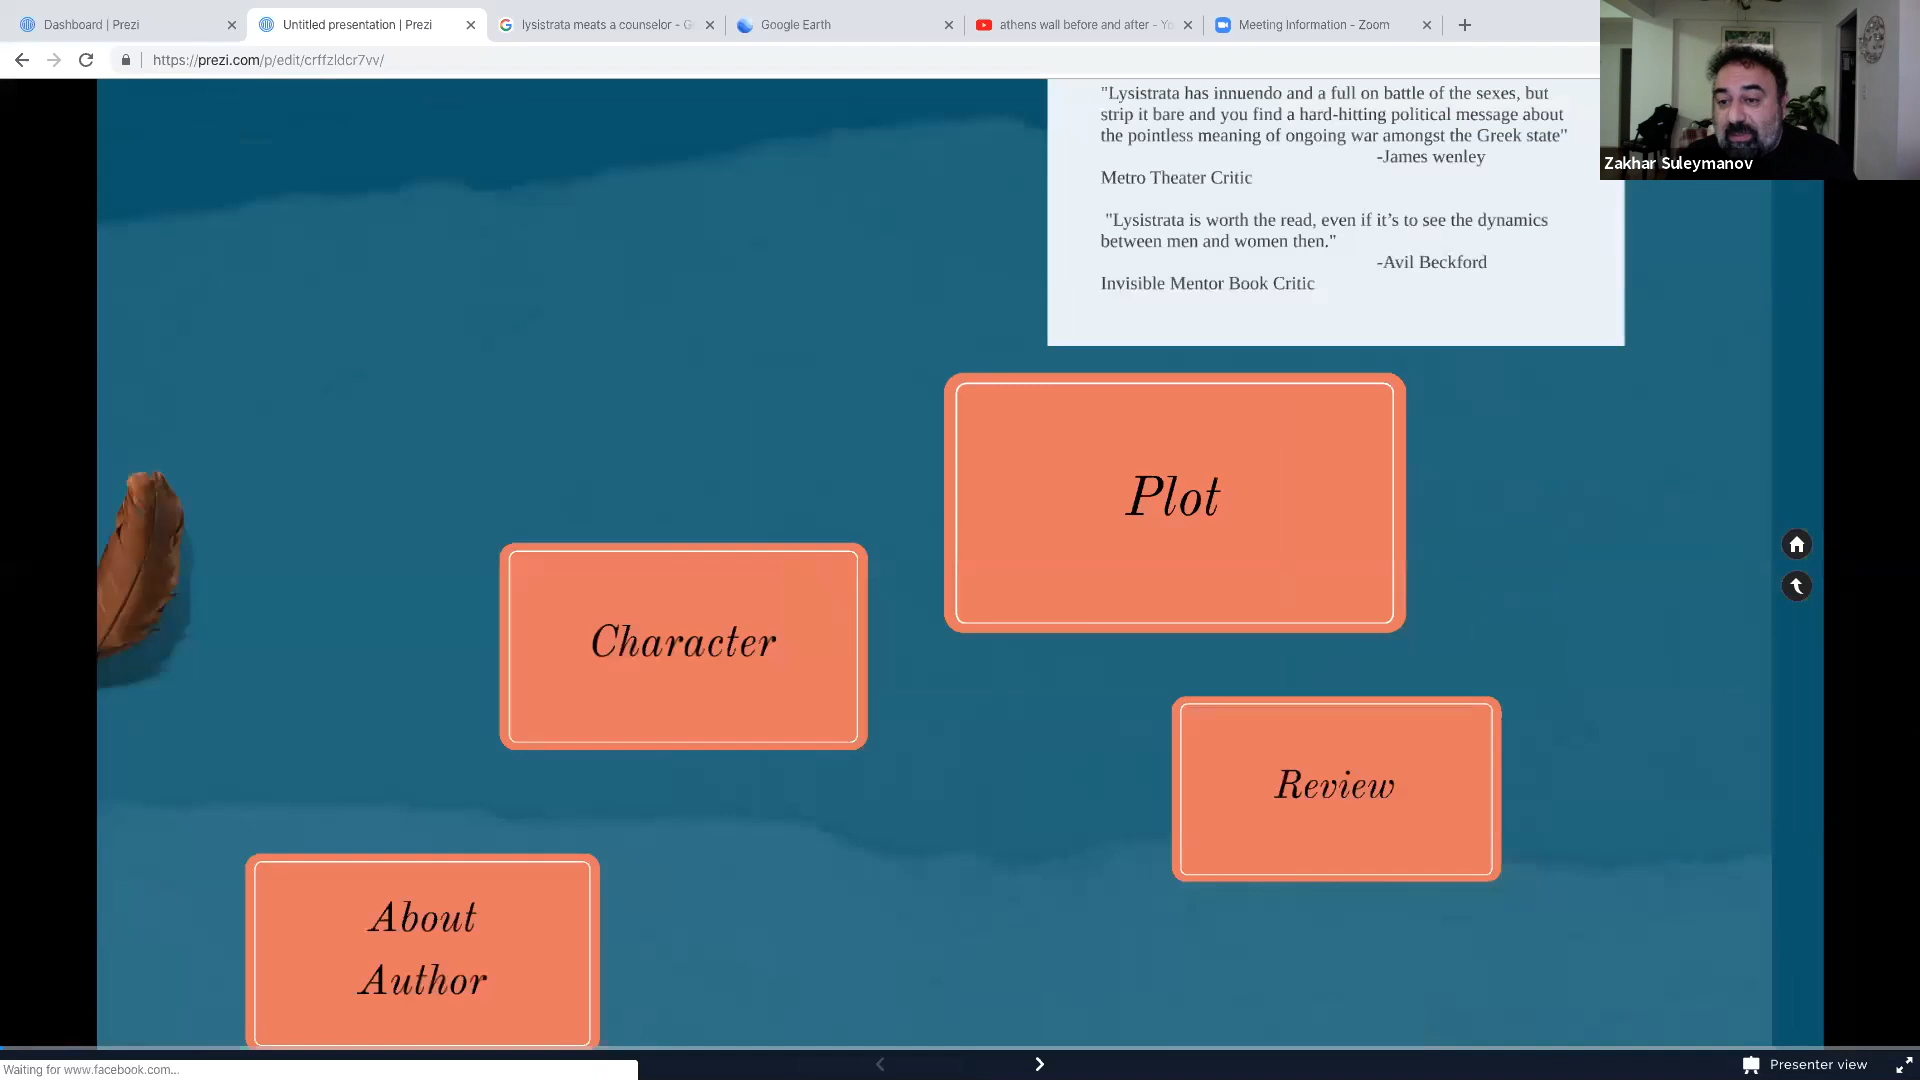 Dashboard | Prezi
Untitled presentation | Prezi
lysistrata meats a counselor - G
Google Earth
athens wall before and after - Yo
Meeting Information - Zoom
https://prezi.com/p/edit/crffzldcr7vv/
"Lysistrata has innuendo and a full on battle of the sexes, but
strip it bare and you find a hard-hitting political message about
the pointless meaning of ongoing war amongst the Greek state"
-James wenley
Metro Theater Critic
"Lysistrata is worth the read, even if it's to see the dynamics
between men and women then."
-Avil Beckford
Invisible Mentor Book Critic
Zakhar Suleymanov
Plot
Character
Review
About
Author
Waiting for www.facebook.com...
Presenter view